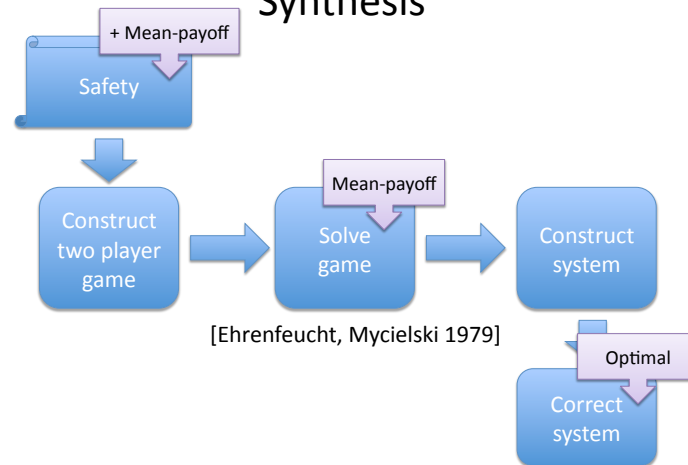 Synthesis
+ Mean-payoff
Safety
Mean-payoff
Construct
two player
game
Solve
game
Construct
system
[Ehrenfeucht, Mycielski 1979]
Optimal
Correct
system